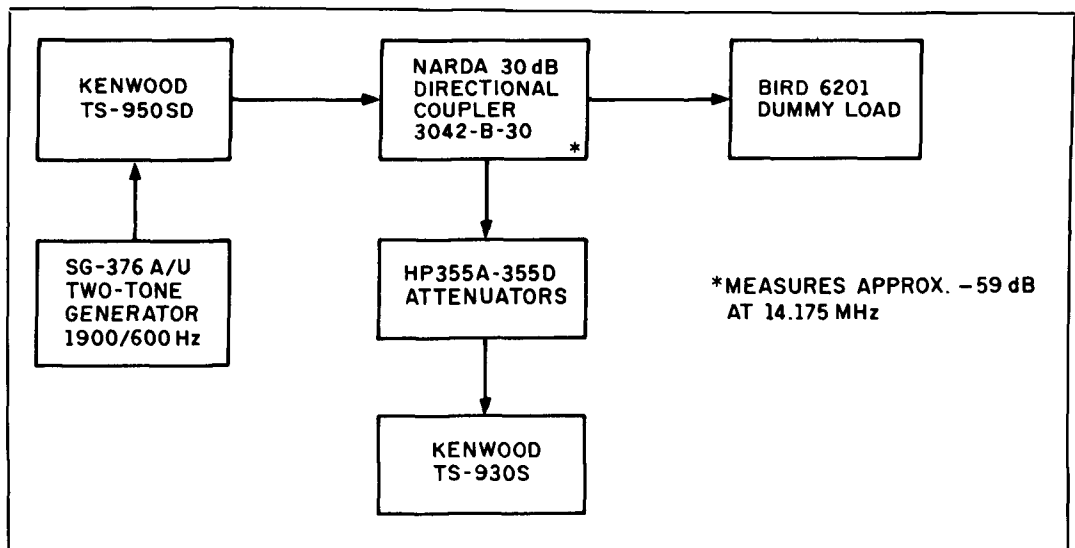 KENWOOD
TS-950SD
NARDA 30 dB
DIRECTIONAL
COUPLER
3042-B-30
*
BIRD 6201
DUMMY LOAD
SG-376 A/U
TWO-TONE
GENERATOR
1900/600 Hz
HP355A-355D
ATTENUATORS
*MEASURES APPROX. -59 dB
AT 14.175 MHz
KENWOOD
TS-930S